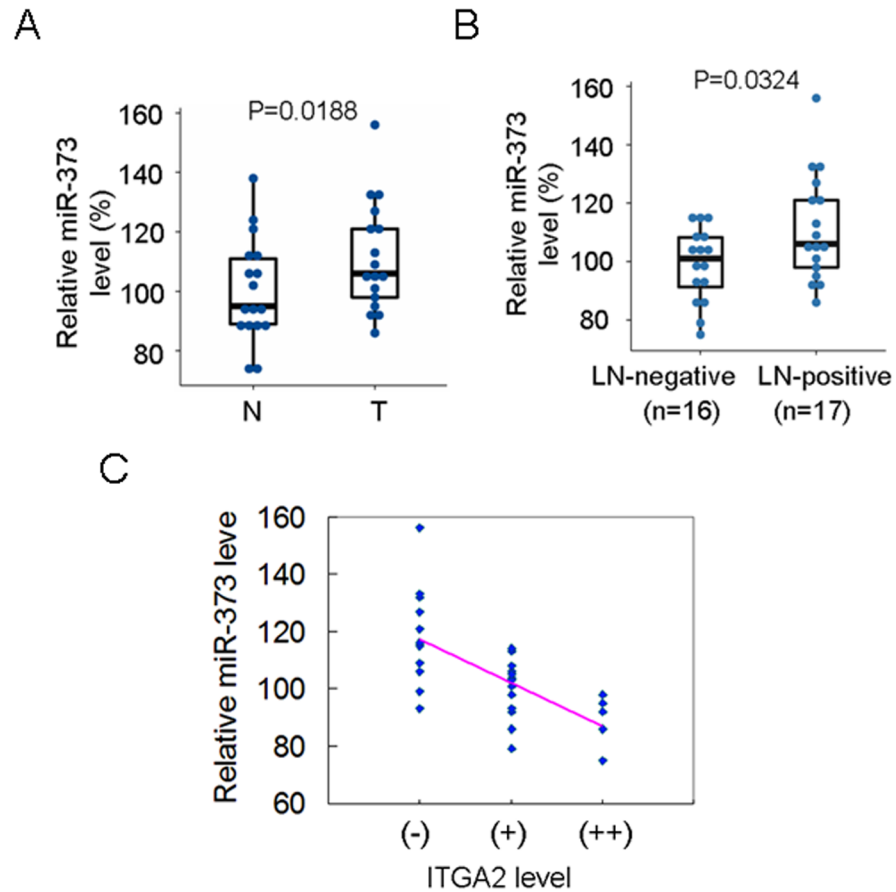 A
P=0.0188
Relative miR-373
level (%)
160
140
120
100
80
N
T
B
P=0.0324
Relative miR-373
level (%)
160
140
120
100
80
LN-negative
(n=16)
LN-positive
(n=17)
C
Relative miR-373 leve
160
140
120
100
80
60
(-)
(+)
(++)
ITGA2 level